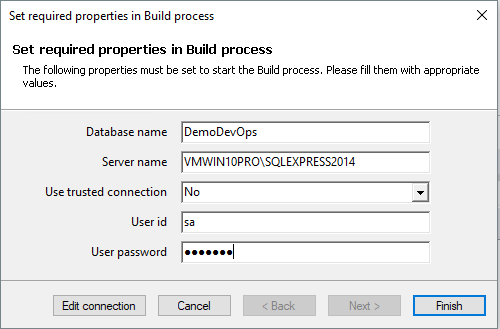 Set required properties in Build process
Set required properties in Build process
The following properties must be set to start the Build process. Please fill them with appropriate
values.
Database name DemoDevOps
Server name VMWIN10PRO\SQLEXPRESS2014
Use trusted connection No
User id sa
User password ●●●●●●●
Edit connection Cancel < Back Next > Finish